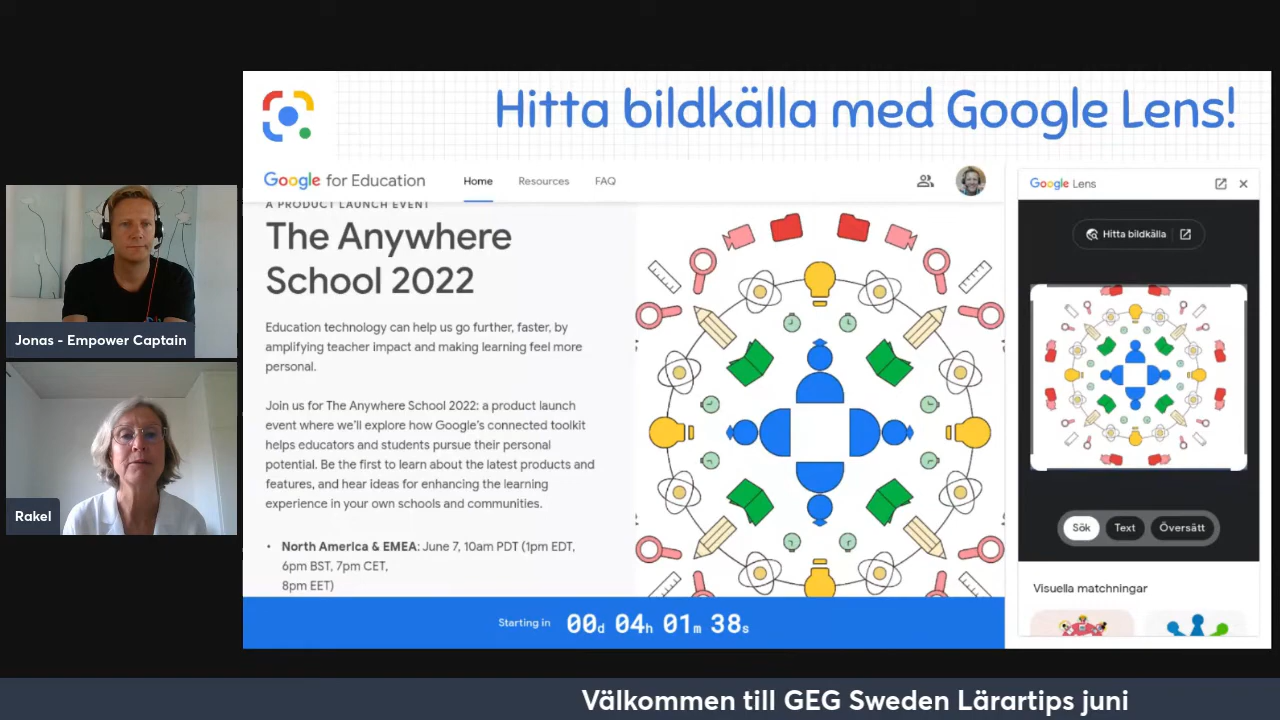 Hitta bildkälla med Google Lens!
Google for Education
Home
Resources
FAQ
A PRODUCT LAUNCH EVENT
The Anywhere
School 2022
Education technology can help us go further, faster, by
amplifying teacher impact and making learning feel more
personal.
Join us for The Anywhere School 2022: a product launch
event where we'll explore how Google's connected toolkit
helps educators and students pursue their personal
potential. Be the first to learn about the latest products and
features, and hear ideas for enhancing the learning
experience in your own schools and communities.
• North America & EMEA: June 7, 10am PDT (1pm EDT,
6pm BST, 7pm CET,
8pm EET)
Starting in 00d 04h 01m 38s
Google Lens
Hitta bildkälla
Sök
Text
Översätt
Visuella matchningar
Jonas - Empower Captain
Rakel
Välkommen till GEG Sweden Lärartips juni